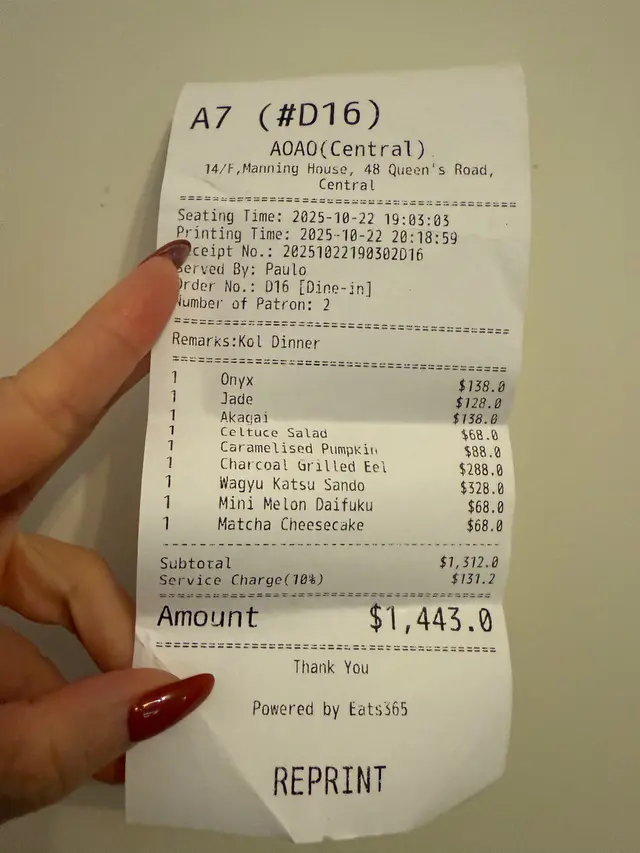 A7 (#D16)
AOAO(Central)
14/F,Manning House, 48 Queen's Road,
Central
Seating Time: 2025-10-22 19:03:03
Printing Time: 2025-10-22 20:18:59
eceipt No.: 20251022190302D16
Served By: Paulo
Order No.: D16 [Dine-in]
Number of Patron: 2
Remarks:Kol Dinner
1 Onyx $138.0
1 Jade $128.0
1 Akagai $138.0
1 Celtuce Salad $68.0
1 Caramelised Pumpkin $88.0
1 Charcoal Grilled Eel $288.0
1 Wagyu Katsu Sando $328.0
1 Mini Melon Daifuku $68.0
1 Matcha Cheesecake $68.0
Subtotal $1,312.0
Service Charge(10%) $131.2
Amount $1,443.0
Thank You
Powered by Eats365
REPRINT